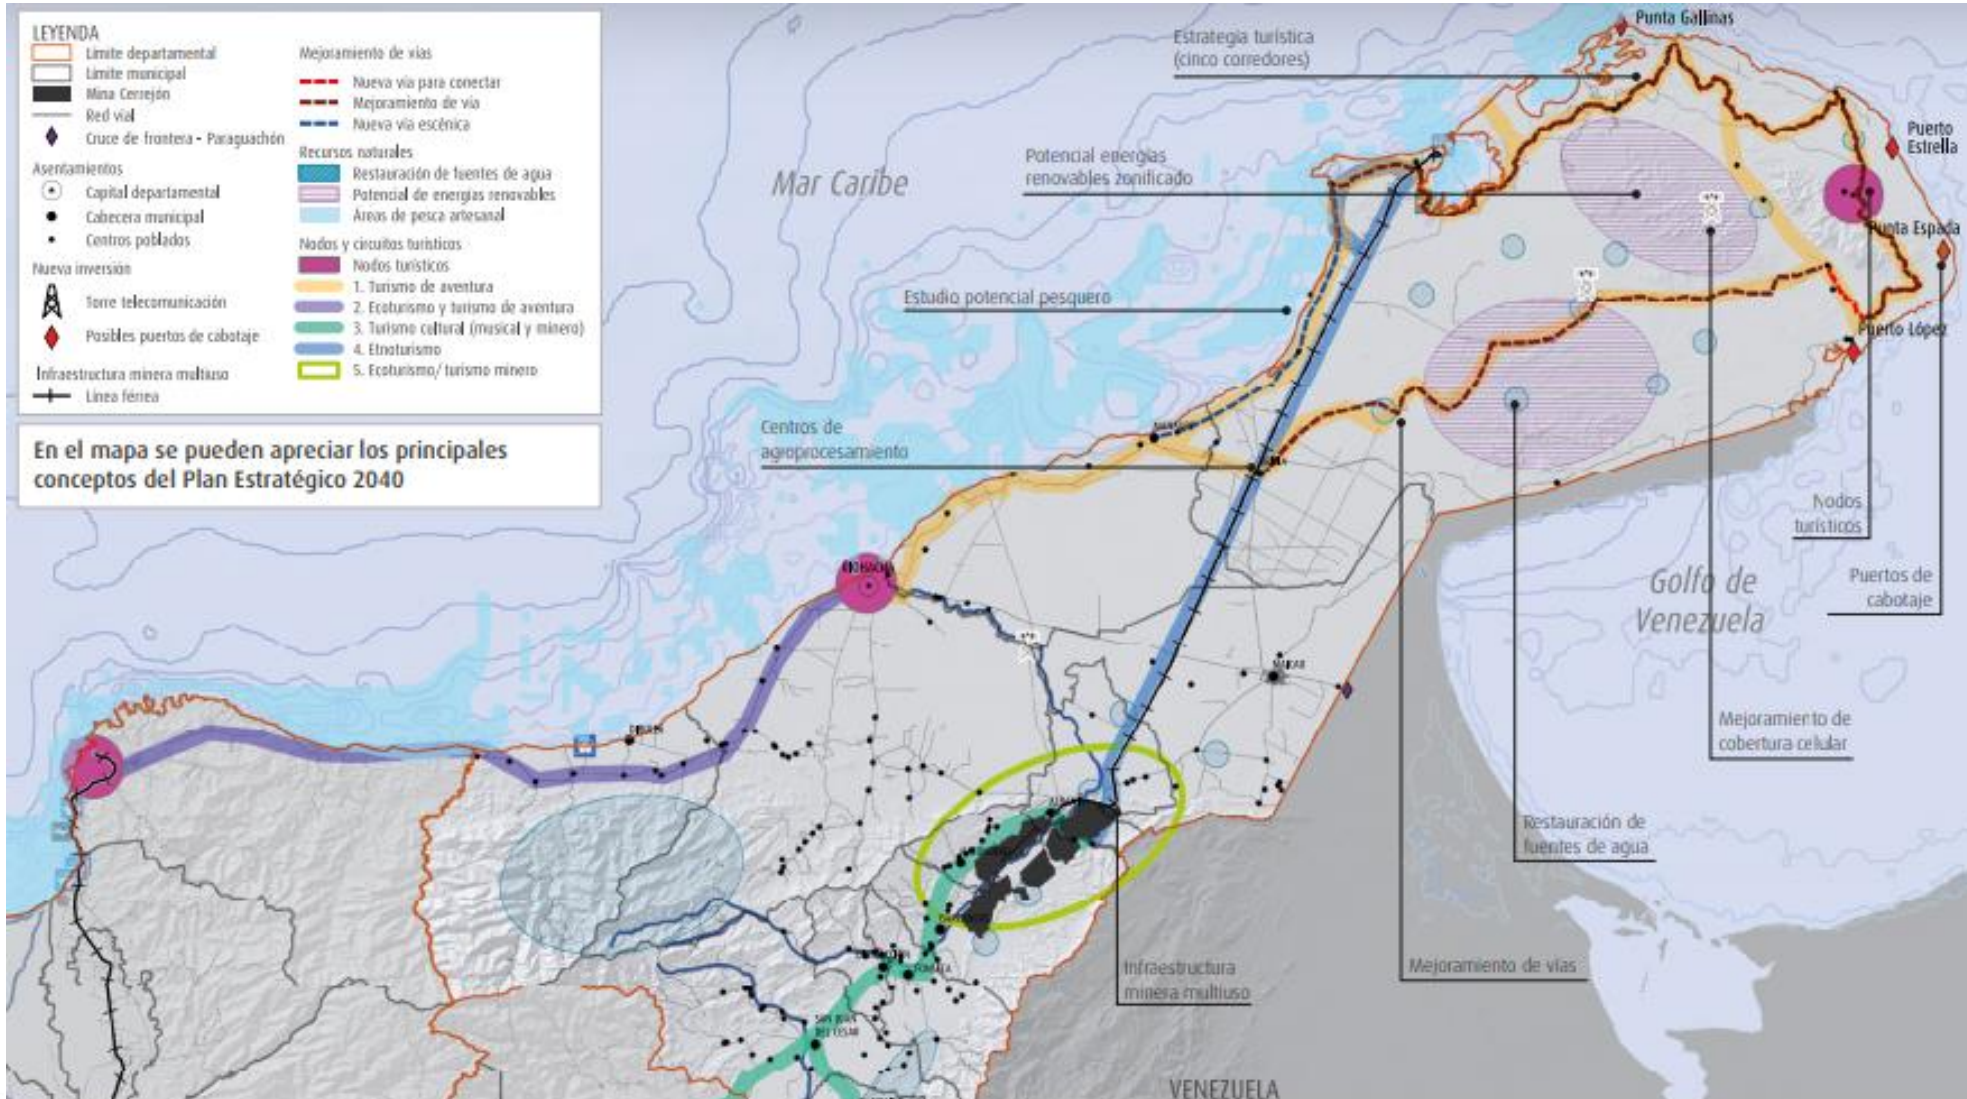 LEYENDA
Límite departamental
Límite municipal
Mina Cerrejón
Red vial
Cruce de frontera - Paraguachón
Asentamientos
Capital departamental
Cabecera municipal
Centros poblados
Nueva inversión
Torre telecomunicación
Posibles puertos de cabotaje
Infraestructura minera multiuso
Línea férrea
Mejoramiento de vías
Nueva vía para conectar
Mejoramiento de vía
Nueva vía escénica
Recursos naturales
Restauración de fuentes de agua
Potencial de energías renovables
Áreas de pesca artesanal
Nodos y circuitos turísticos
Nodos turísticos
1. Turismo de aventura
2. Ecoturismo y turismo de aventura
3. Turismo cultural (musical y minero)
4. Etnoturismo
5. Ecoturismo/ turismo minero
En el mapa se pueden apreciar los principales
conceptos del Plan Estratégico 2040
Mar Caribe
Estrategia turística
(cinco corredores)
Punta Gallinas
Potencial energías
renovables zonificado
Puerto
Estrella
Punta Espada
Estudio potencial pesquero
Puerto López
Centros de
agroprocesamiento
Nodos
turísticos
RIOHACHA
Golfo de
Venezuela
Puertos de
cabotaje
MAICAO
DIBULLA
Mejoramiento de
cobertura celular
Restauración de
fuentes de agua
Infraestructura
minera multiuso
Mejoramiento de vías
FONSECA
SAN JUAN
DEL CESAR
VENEZUELA